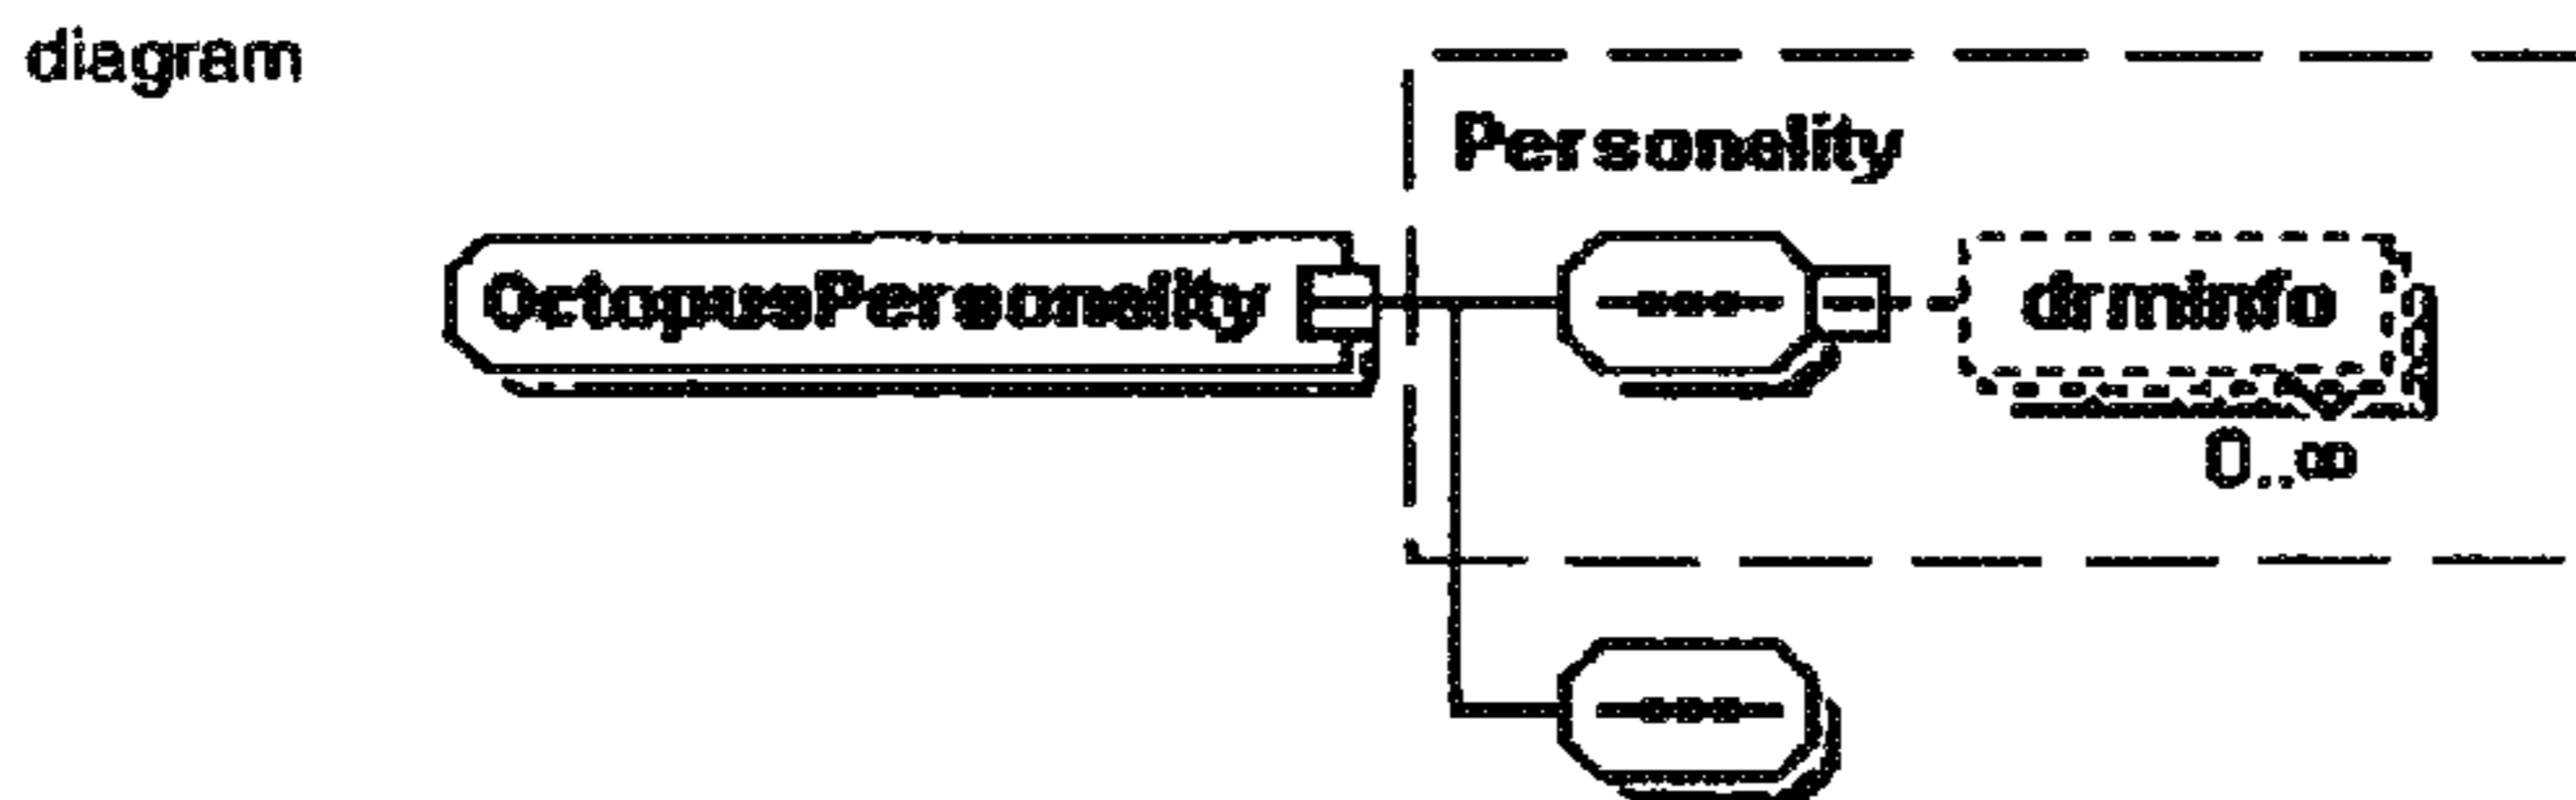 diagram
Personality
OctopusPersonality
drminfo
0..∞